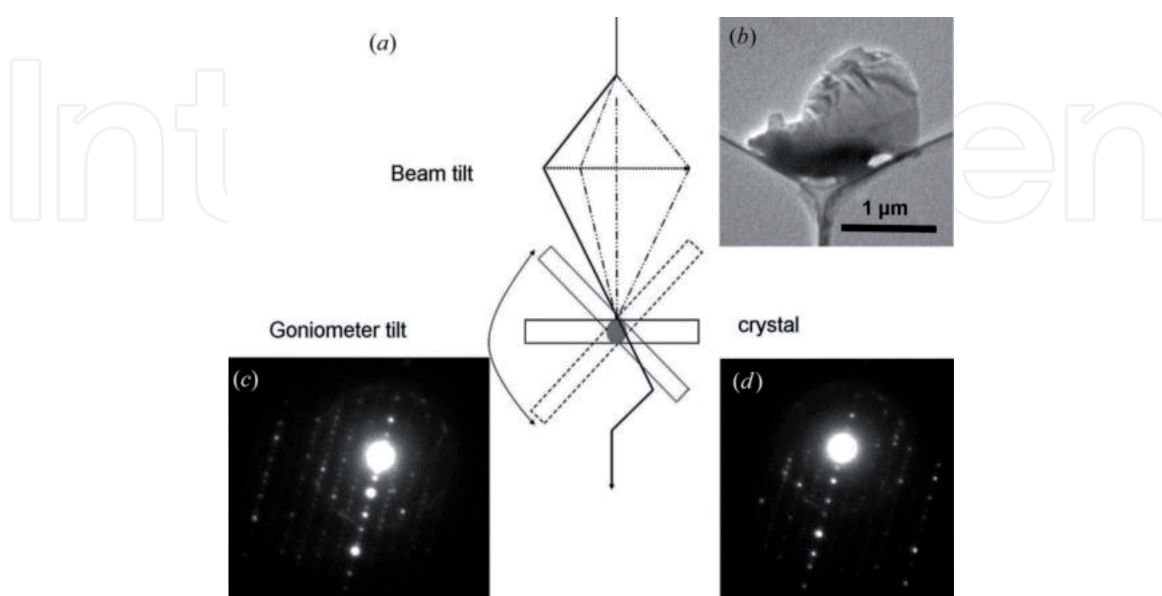 (a)
(b)
Beam tilt
1 µm
Goniometer tilt
crystal
(c)
(d)